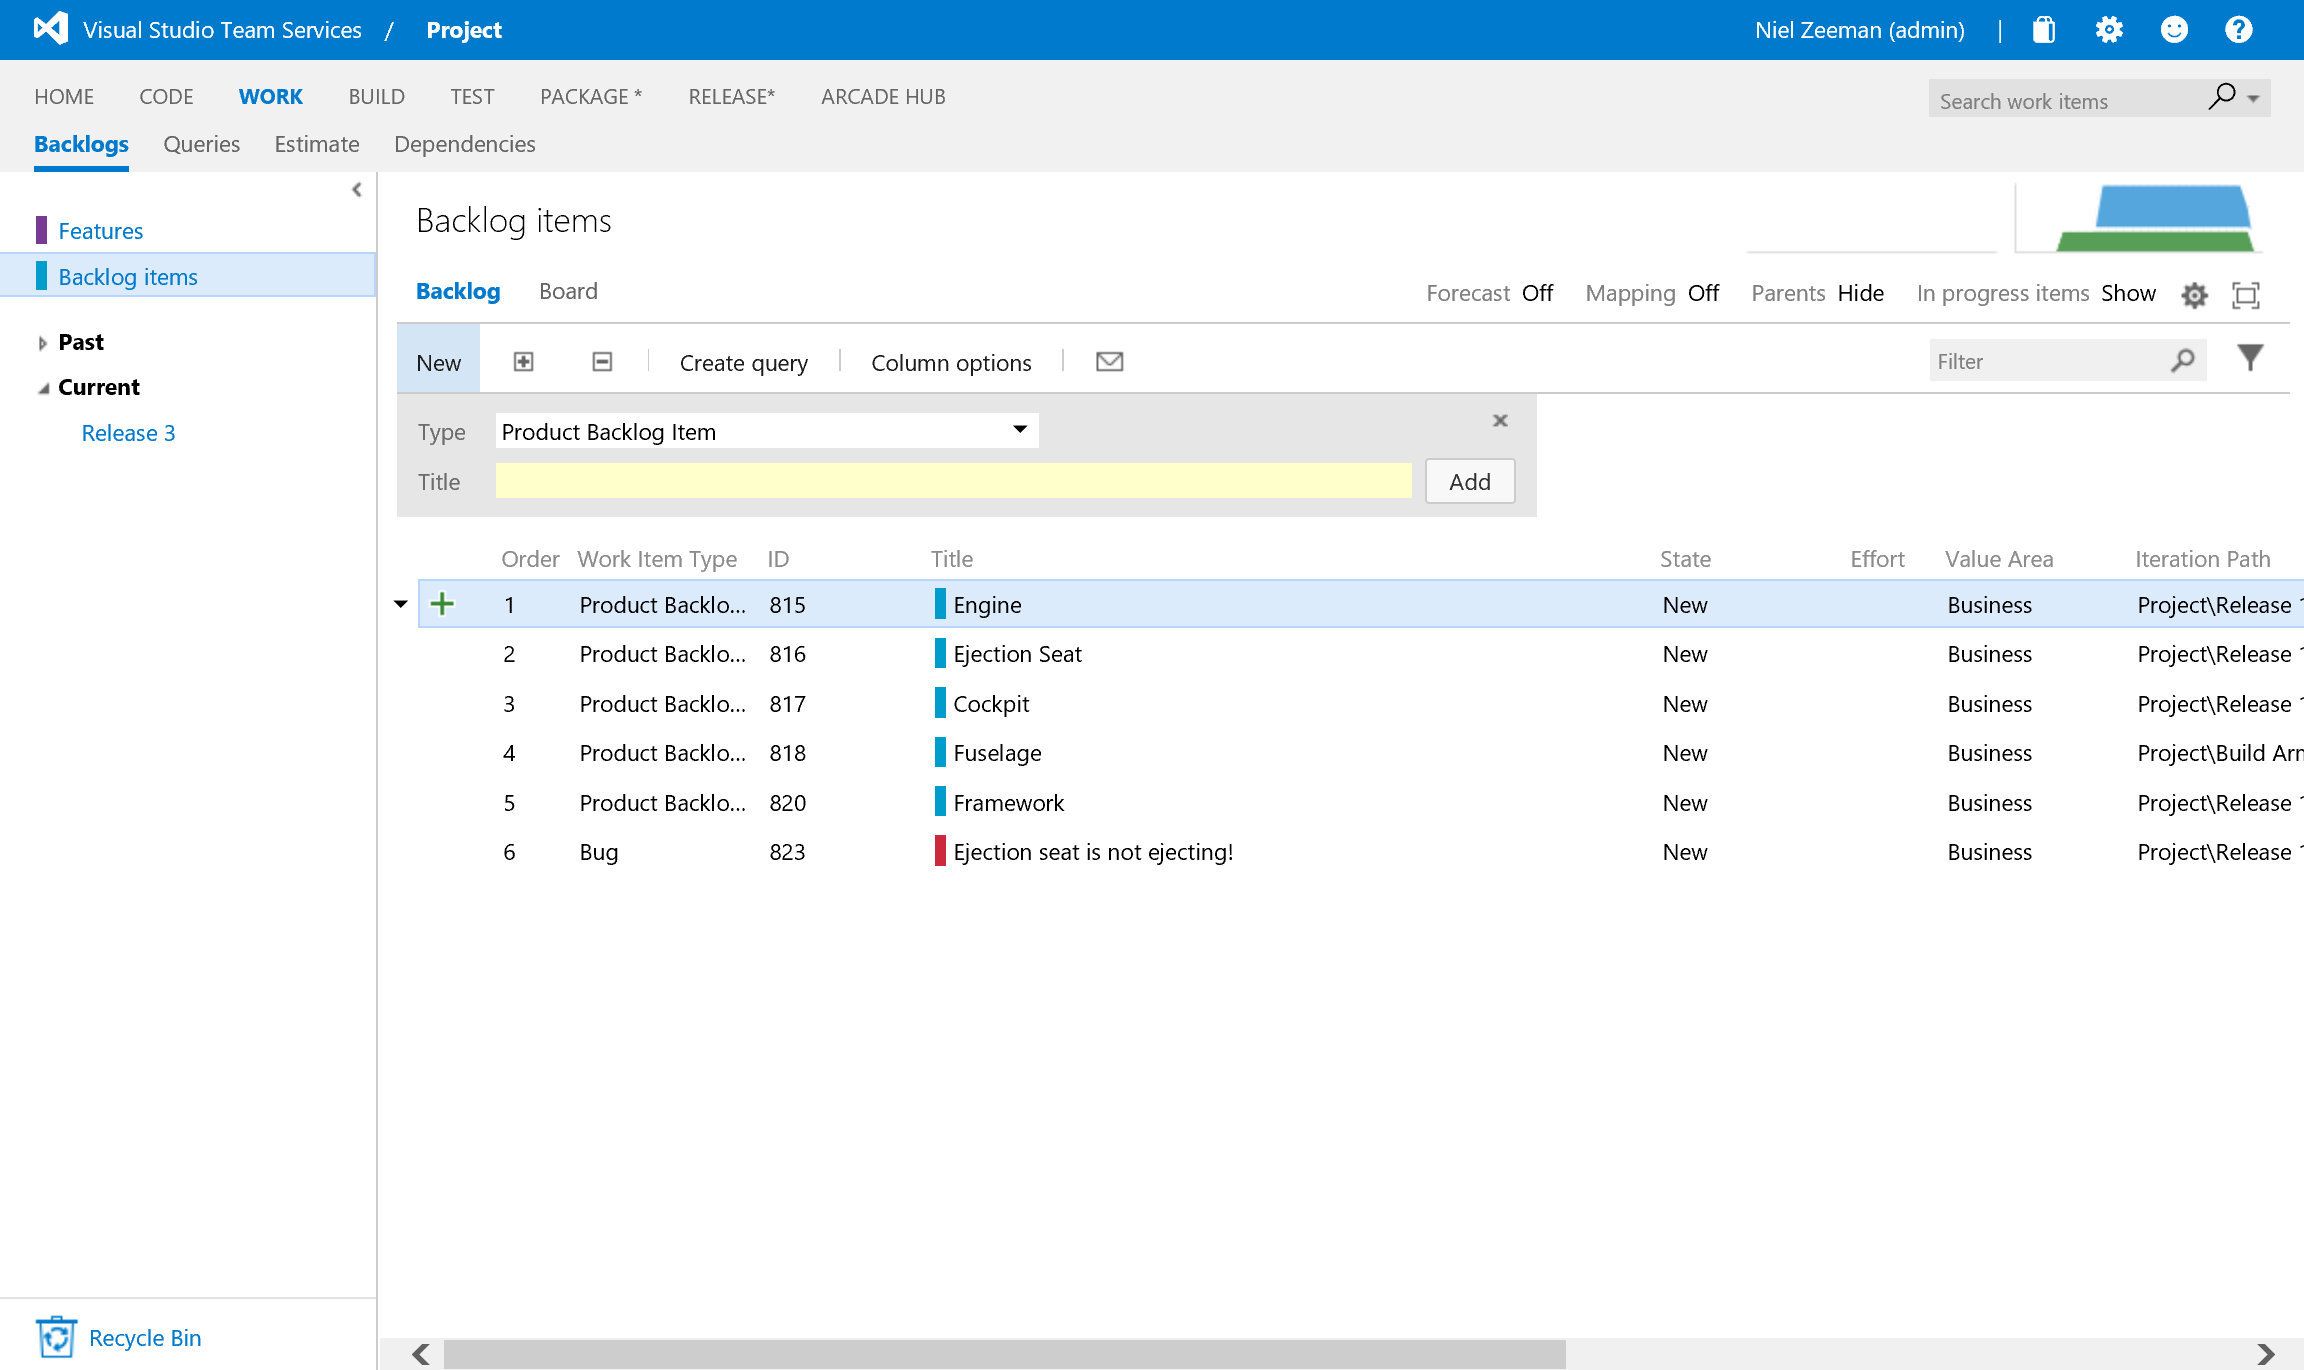 Visual Studio Team Services / Project Niel Zeeman (admin) |
HOME CODE WORK BUILD TEST PACKAGE * RELEASE* ARCADE HUB Search work items
Backlogs Queries Estimate Dependencies
Features
Backlog items
Past
Current
Release 3
Recycle Bin
Backlog items
Backlog Board Forecast Off Mapping Off Parents Hide In progress items Show
New Create query Column options Filter
Type Product Backlog Item
Title Add
Order Work Item Type ID Title State Effort Value Area Iteration Path
1 Product Backlo... 815 Engine New Business Project\Release 1
2 Product Backlo... 816 Ejection Seat New Business Project\Release 1
3 Product Backlo... 817 Cockpit New Business Project\Release 1
4 Product Backlo... 818 Fuselage New Business Project\Build
5 Product Backlo... 820 Framework New Business Project\Release 1
6 Bug 823 Ejection seat is not ejecting! New Business Project\Release 1